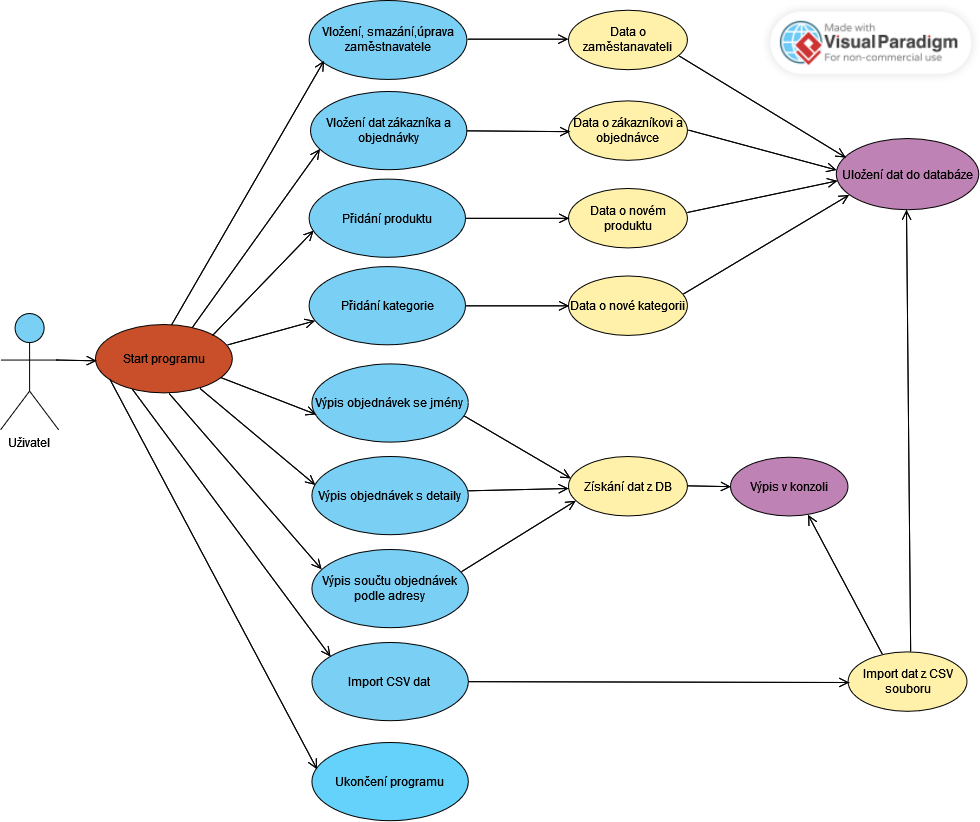 Vložení, smazání,úprava
zaměstnavatele
Data o
zaměstanavateli
Made with
Visual Paradigm
For non-commercial use
Vložení dat zákazníka a
objednávky
Data o zákazníkovi a
objednávce
Uložení dat do databáze
Přidání produktu
Data o novém
produktu
Přidání kategorie
Data o nové kategorii
Start programu
Uživatel
Výpis objednávek se jmény
Výpis objednávek s detaily
Získání dat z DB
Výpis v konzoli
Výpis součtu objednávek
podle adresy
Import CSV dat
Import dat z CSV
souboru
Ukončení programu